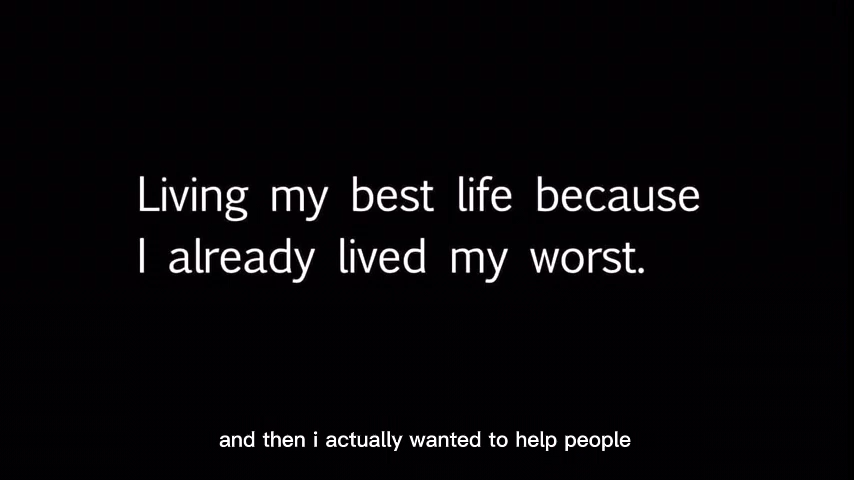 Living my best life because
I already lived my worst.
and then i actually wanted to help people